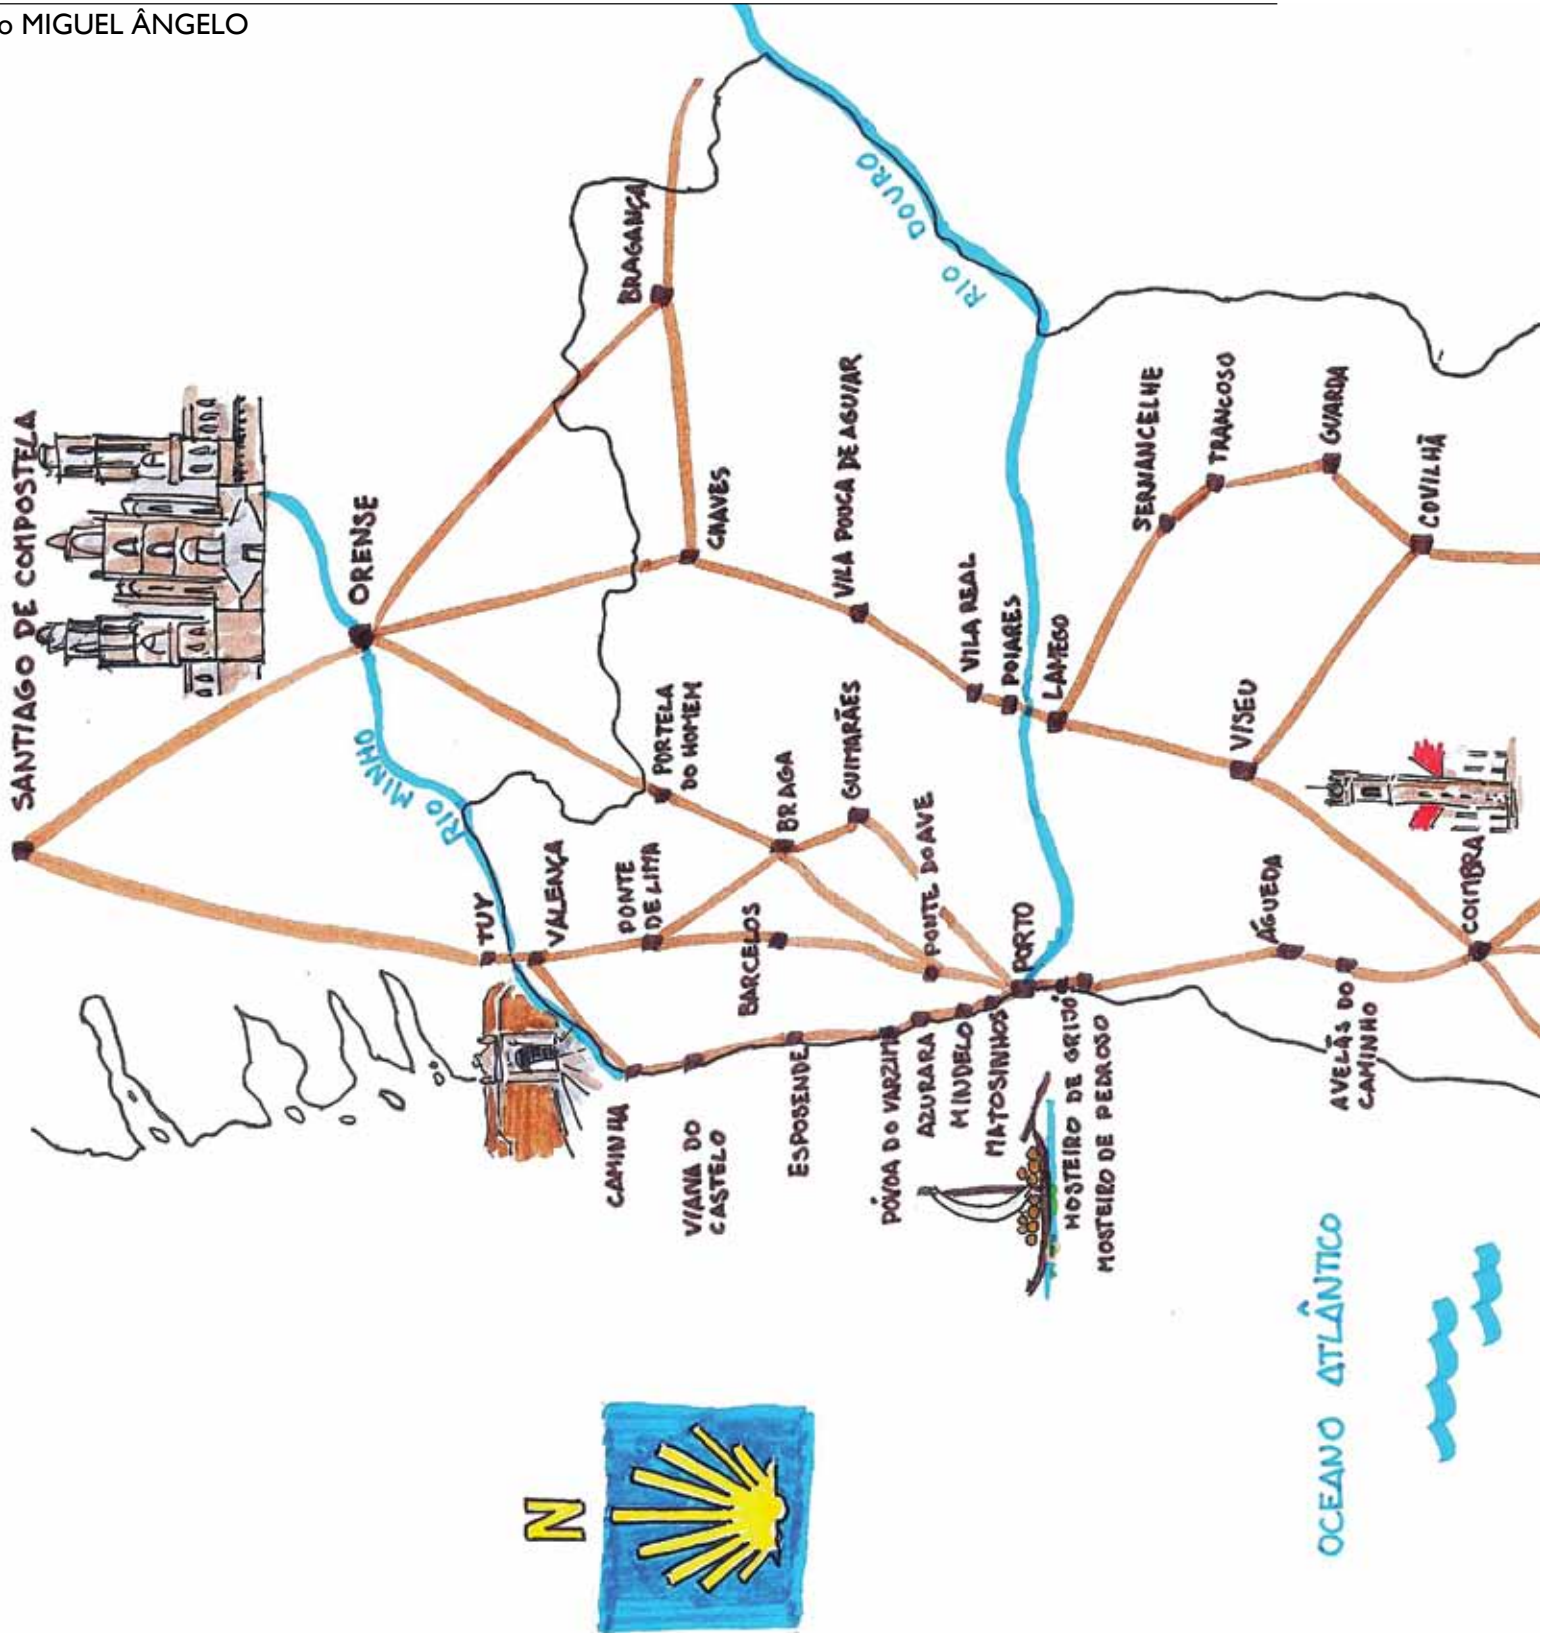 o MIGUEL ÂNGELO
SANTIAGO DE COMPOSTELA
ORENSE
RIO MINHO
TUY
VALENÇA
BRAGANÇA
CHAVES
RIO DOURO
PORTELA
DO HOMEM
PONTE
DE LIMA
BRAGA
GUIMARÃES
BARCELOS
VILA POUCA DE AGUIAR
VILA REAL
POIARES
LAMEGO
PONTE DO AVE
PORTO
CAMINHA
VIANA DO
CASTELO
ESPOSENDE
PÓVOA DO VARZIM
AZURARA
MINDELO
MATOSINHOS
MOSTEIRO DE GRIJÓ
MOSTEIRO DE PEDROSO
SERNANCELHE
TRANCOSO
GUARDA
COVILHÃ
VISEU
ÁGUEDA
AVELÃS DO
CAMINHO
COIMBRA
N
OCEANO ATLÂNTICO